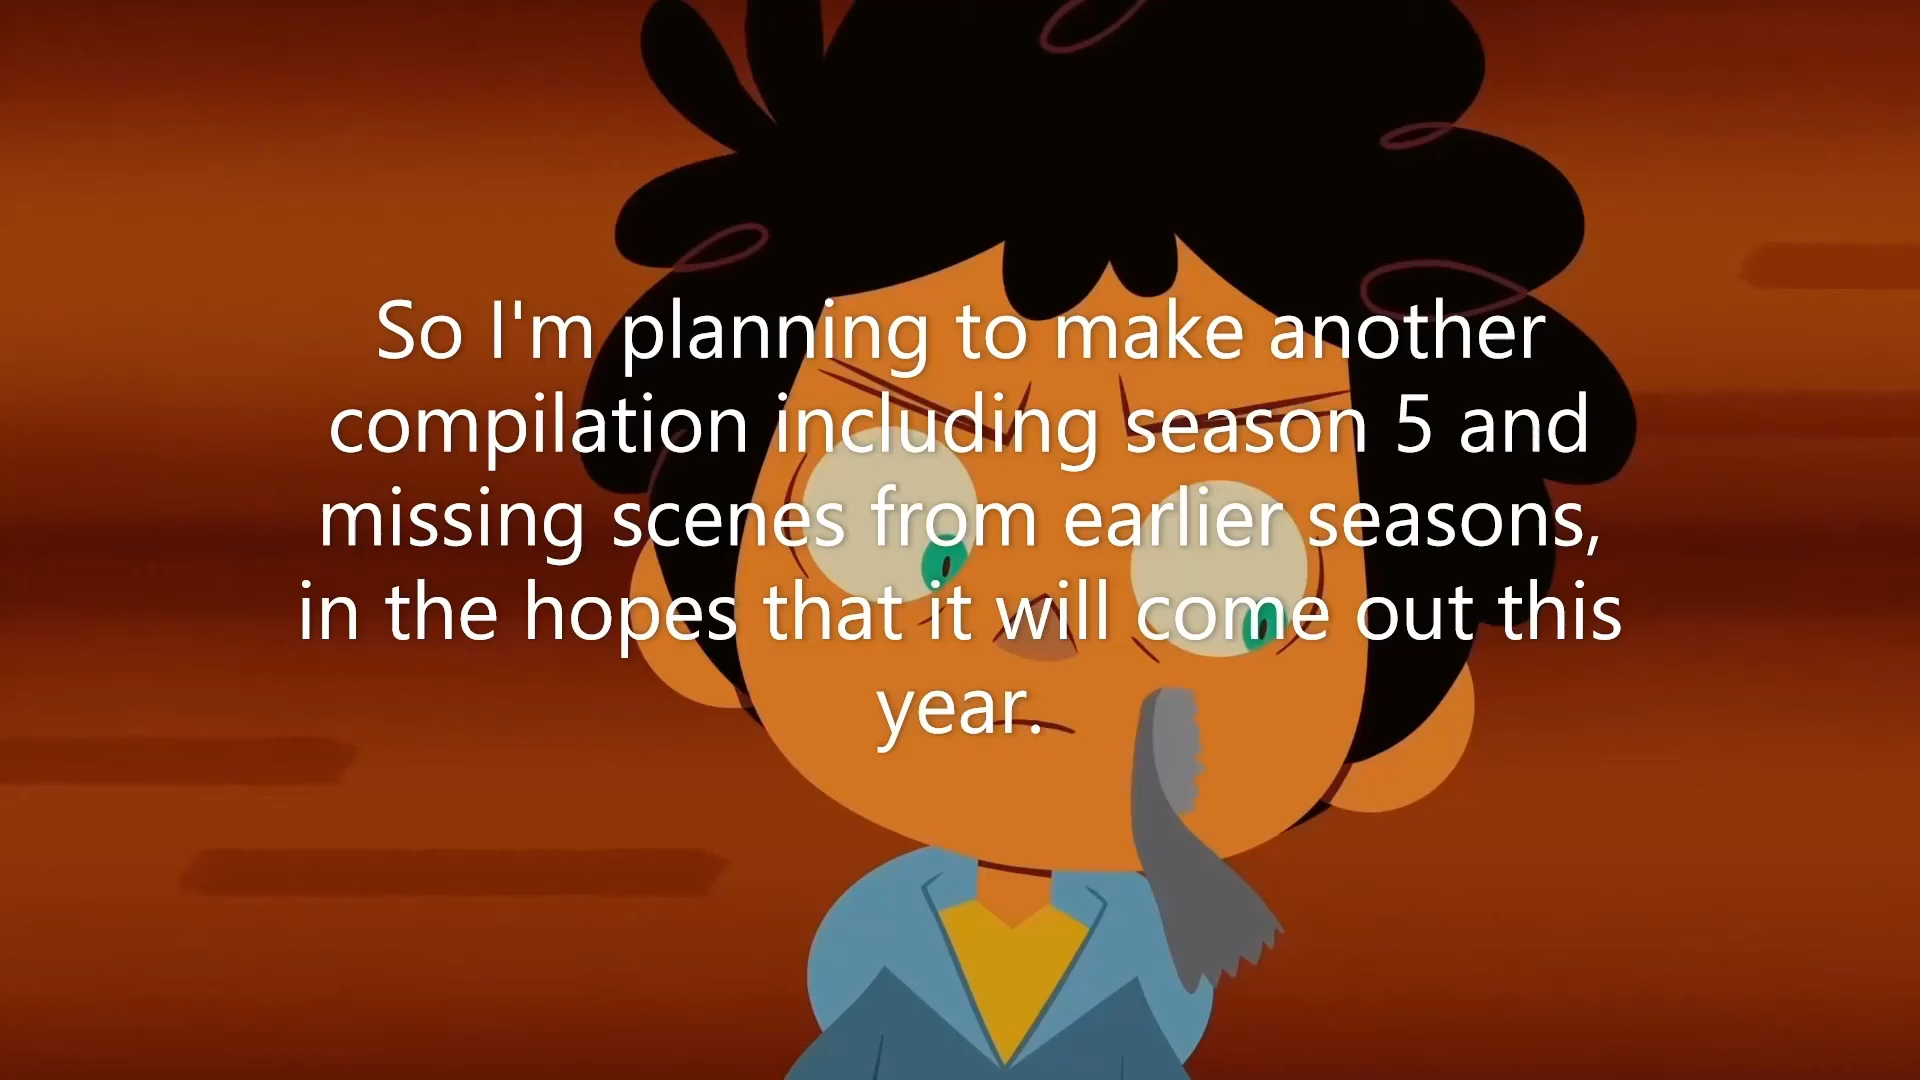 So I'm planning to make another
compilation including season 5 and
missing scenes from earlier seasons,
in the hopes that it will come out this
year.